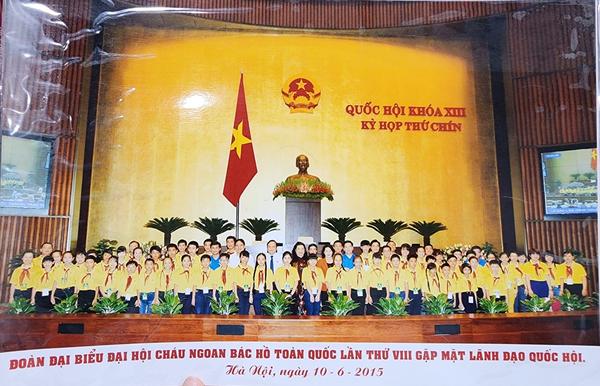 QUỐC HỘI KHÓA XIII
KỲ HỌP THỨ CHÍN
ĐOÀN ĐẠI BIỂU ĐẠI HỘI CHÁU NGOAN BÁC HỒ TOÀN QUỐC LẦN THỨ VIII GẶP MẶT LÃNH ĐẠO QUỐC HỘI.
Hà Nội, ngày 10 - 6 - 2015